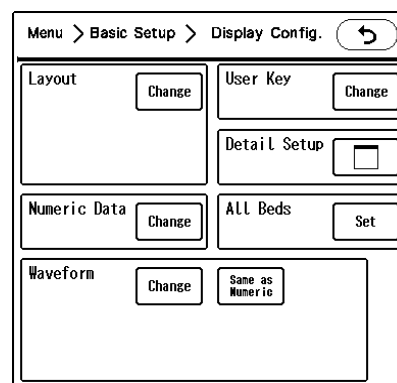 Menu > Basic Setup > Display Config.
Layout
Change
User Key
Change
Detail Setup
Numeric Data
Change
All Beds
Set
Waveform
Change
Same as
Numeric